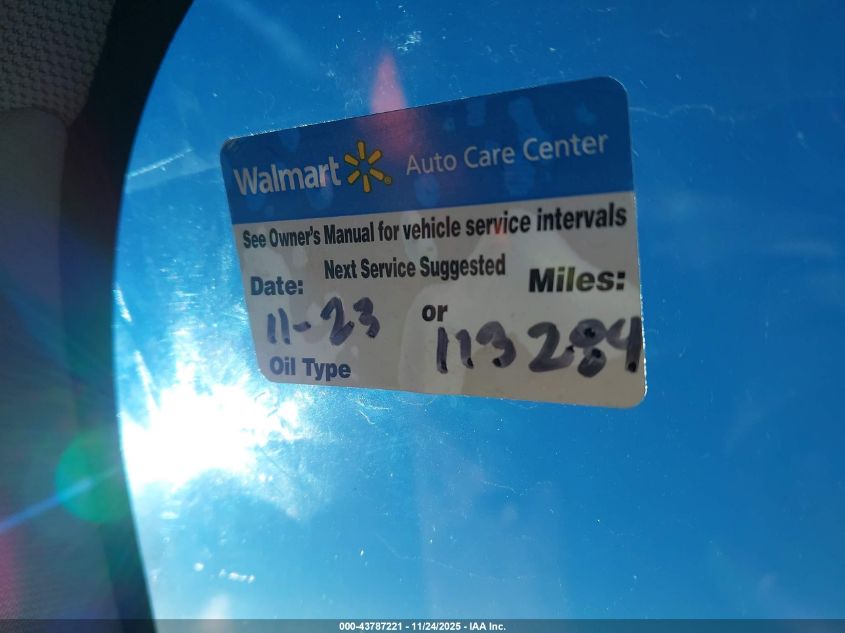 Walmart Auto Care Center
See Owner's Manual for vehicle service intervals
Next Service Suggested
Date: Miles:
11-23 or 113284
Oil Type
000-43787221 - 11/24/2025 - IAA Inc.